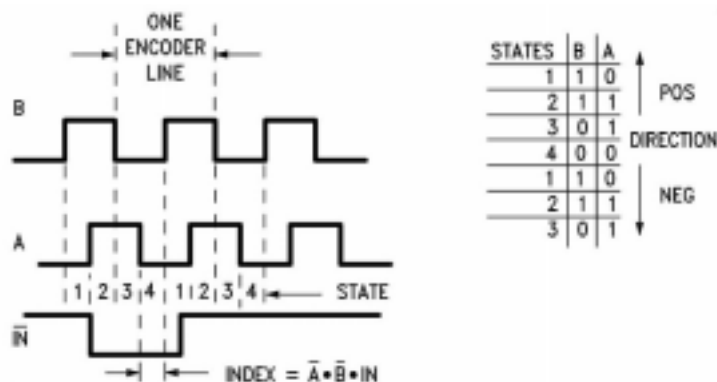 ONE
ENCODER
LINE
B
A
1 2 3 4 1 2 3 4 STATE
IN
INDEX = A̅•B̅•IN
STATES B A
1 1 0
2 1 1
3 0 1
4 0 0
1 1 0
2 1 1
3 0 1
POS
DIRECTION
NEG